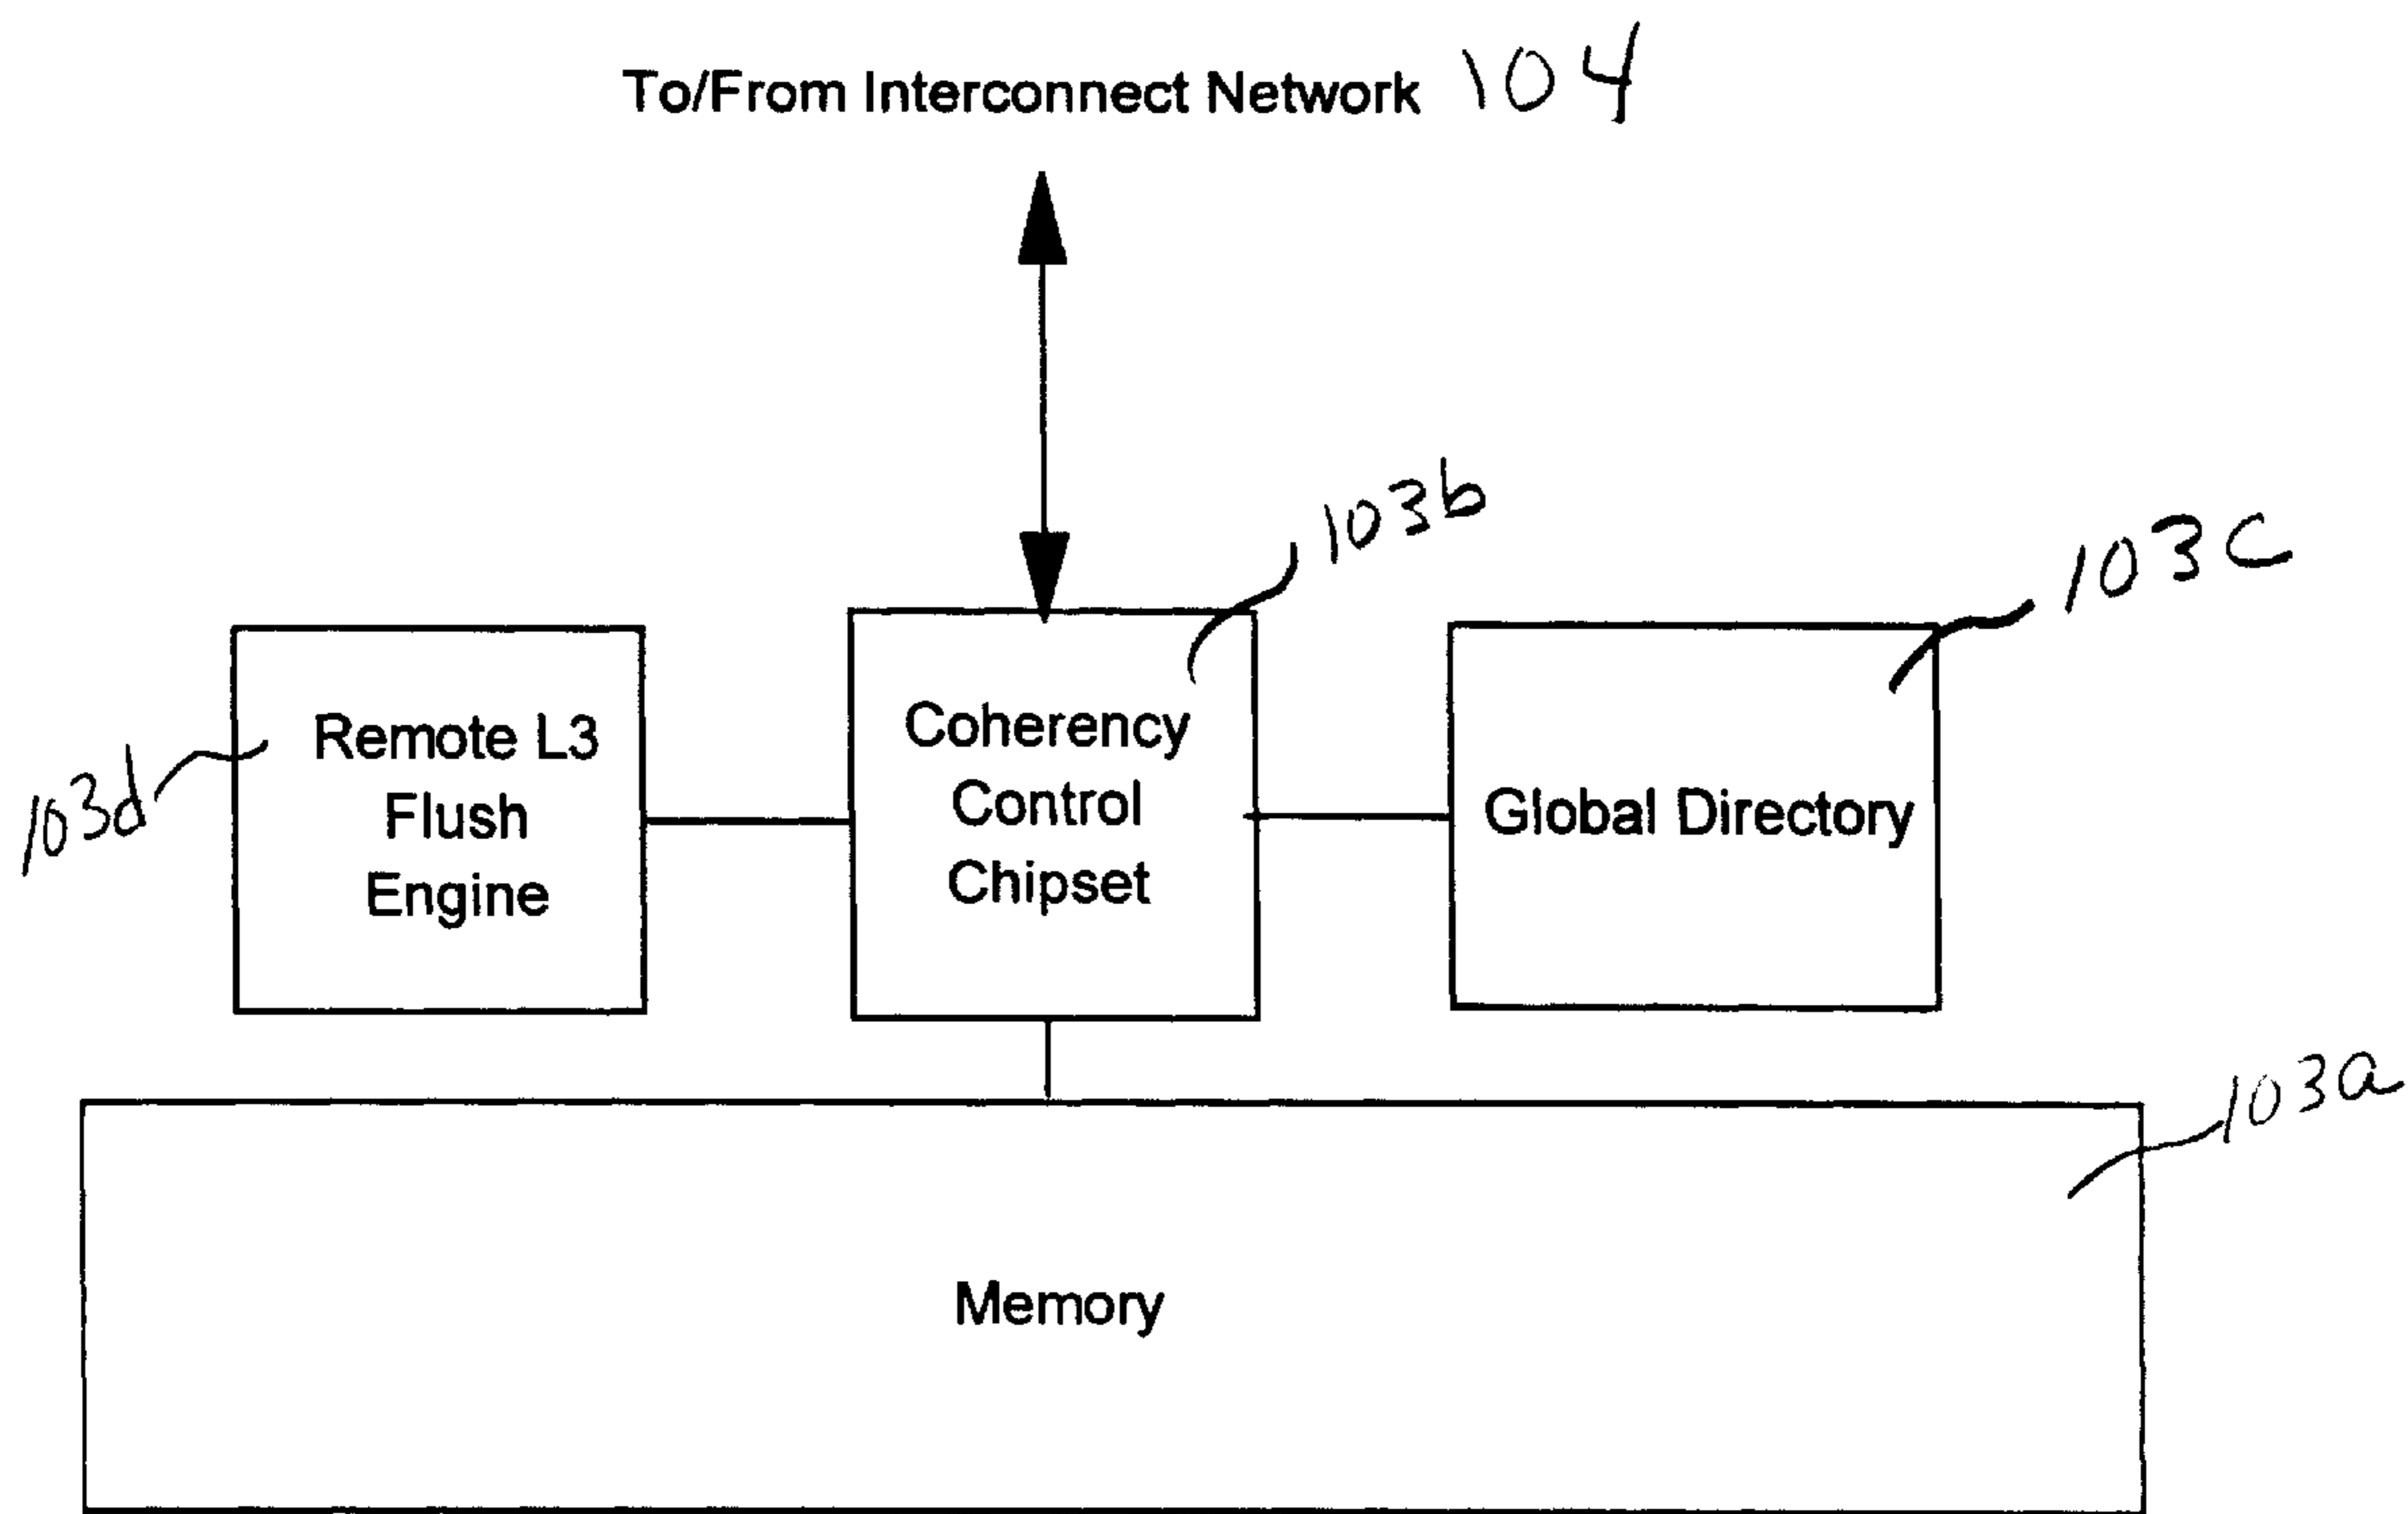 To/From Interconnect Network 104
103b
103c
Remote L3
Flush
Engine
103d
Coherency
Control
Chipset
Global Directory
103a
Memory